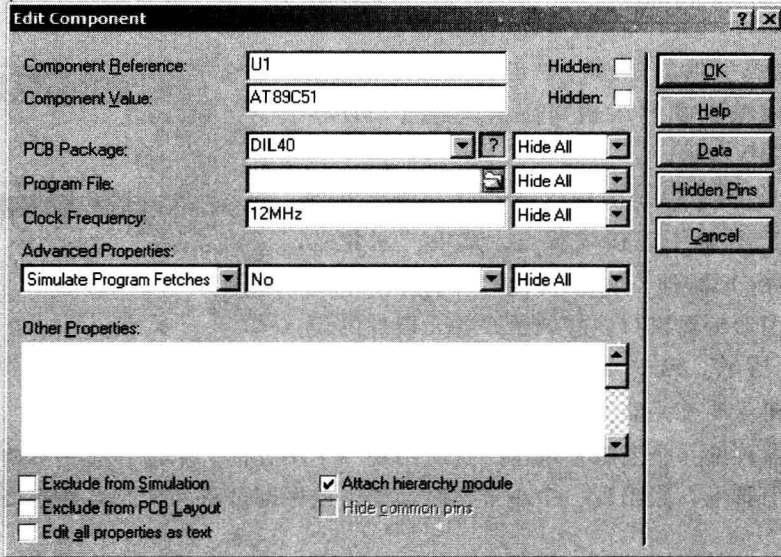 Edit Component
Component Reference: U1 Hidden:
Component Value: AT89C51 Hidden:
PCB Package: DIL40 ? Hide All
Program File: Hide All
Clock Frequency: 12MHz Hide All
Advanced Properties:
Simulate Program Fetches No Hide All
Other Properties:
Exclude from Simulation Attach hierarchy module
Exclude from PCB Layout Hide common pins
Edit all properties as text
OK
Help
Data
Hidden Pins
Cancel